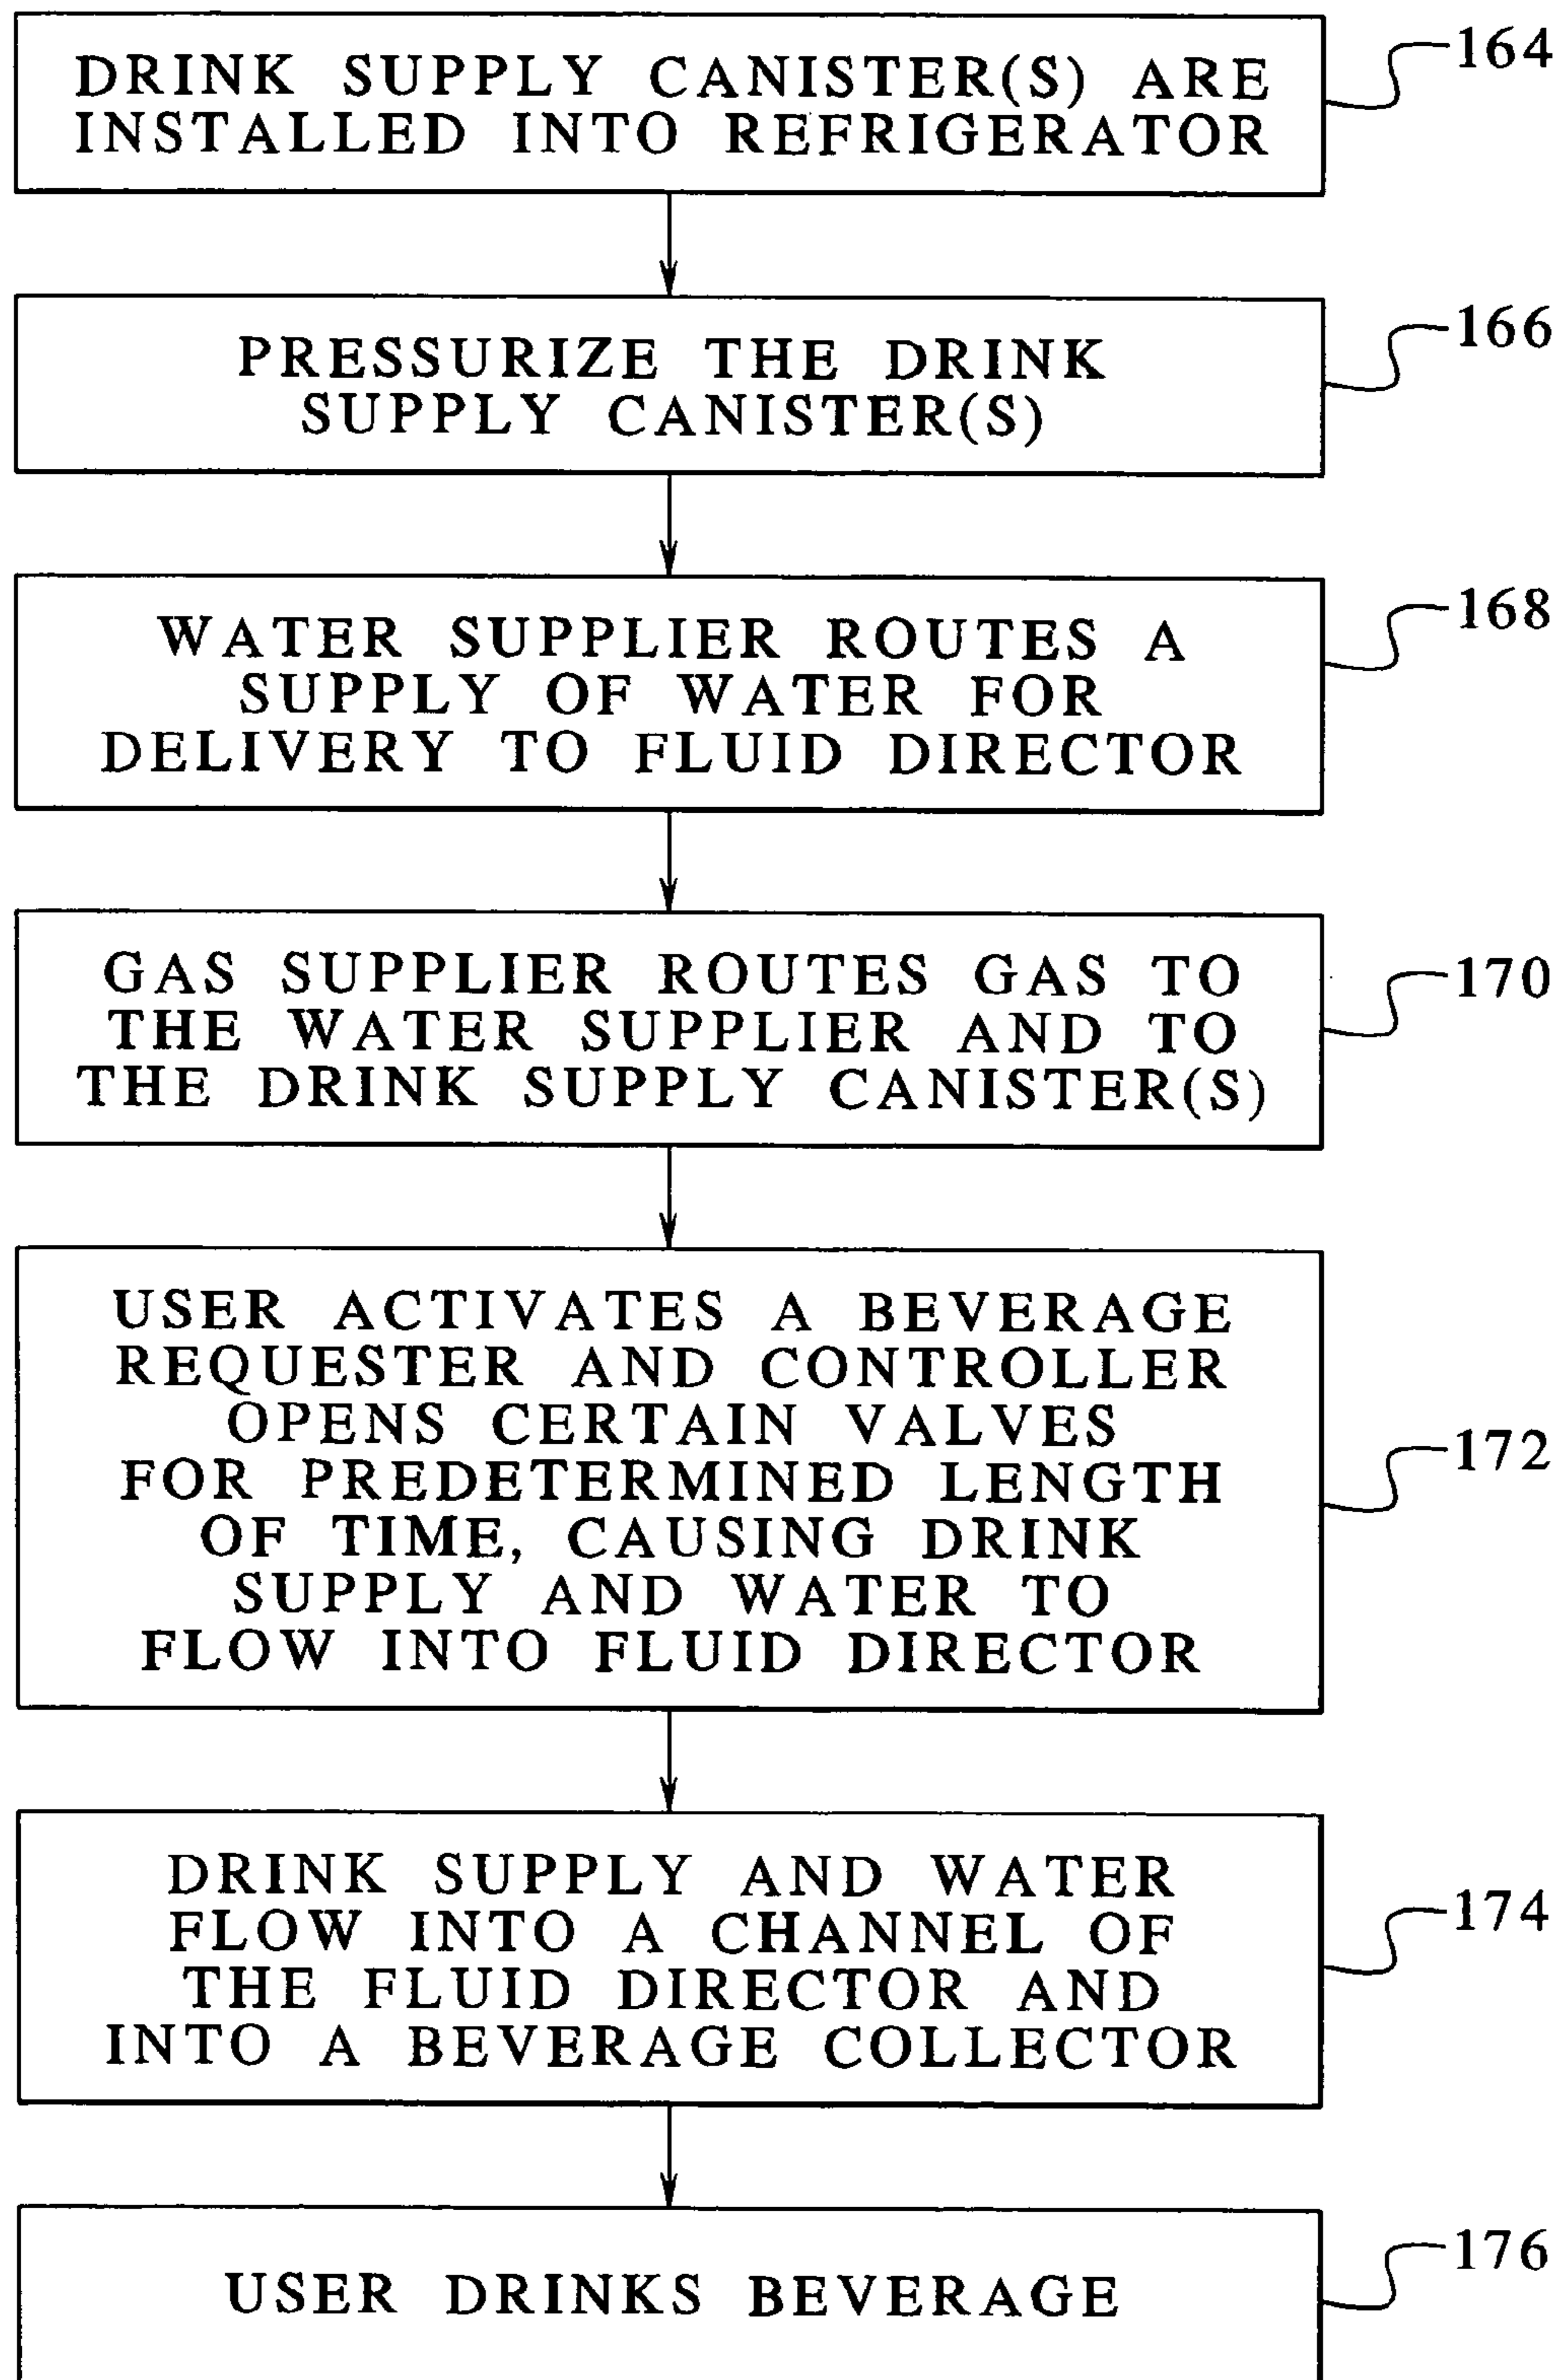 DRINK SUPPLY CANISTER(S) ARE
INSTALLED INTO REFRIGERATOR
164
PRESSURIZE THE DRINK
SUPPLY CANISTER(S)
166
WATER SUPPLIER ROUTES A
SUPPLY OF WATER FOR
DELIVERY TO FLUID DIRECTOR
168
GAS SUPPLIER ROUTES GAS TO
THE WATER SUPPLIER AND TO
THE DRINK SUPPLY CANISTER(S)
170
USER ACTIVATES A BEVERAGE
REQUESTER AND CONTROLLER
OPENS CERTAIN VALVES
FOR PREDETERMINED LENGTH
OF TIME, CAUSING DRINK
SUPPLY AND WATER TO
FLOW INTO FLUID DIRECTOR
172
DRINK SUPPLY AND WATER
FLOW INTO A CHANNEL OF
THE FLUID DIRECTOR AND
INTO A BEVERAGE COLLECTOR
174
USER DRINKS BEVERAGE
176